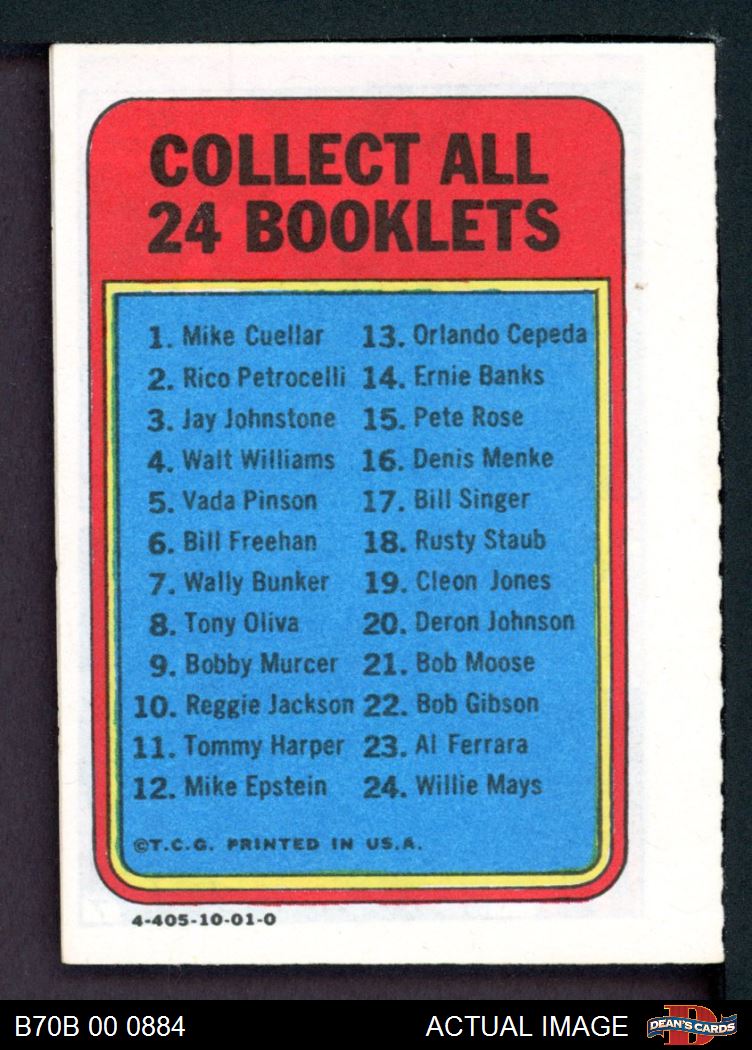 COLLECT ALL
24 BOOKLETS
1. Mike Cuellar
2. Rico Petrocelli
3. Jay Johnstone
4. Walt Williams
5. Vada Pinson
6. Bill Freehan
7. Wally Bunker
8. Tony Oliva
9. Bobby Murcer
10. Reggie Jackson
11. Tommy Harper
12. Mike Epstein
13. Orlando Cepeda
14. Ernie Banks
15. Pete Rose
16. Denis Menke
17. Bill Singer
18. Rusty Staub
19. Cleon Jones
20. Deron Johnson
21. Bob Moose
22. Bob Gibson
23. Al Ferrara
24. Willie Mays
©T.C.G. PRINTED IN U.S.A.
4-405-10-01-0
B70B 00 0884
ACTUAL IMAGE
DEAN'S CARDS